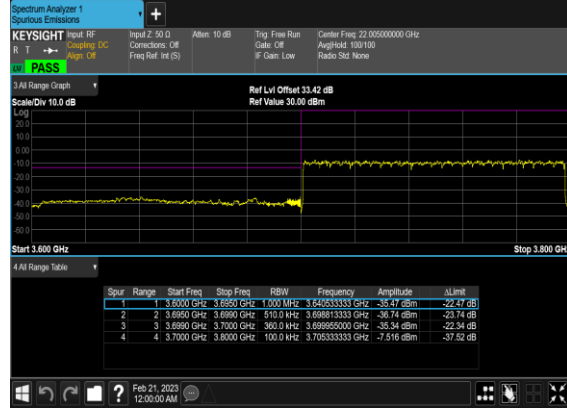 Spectrum Analyzer 1
Spurious Emissions
KEYSIGHT Input: RF
R T Coupling: DC
Align: Off
Input Z: 50 Ω
Corrections: Off
Freq Ref: Int (S)
Atten: 10 dB
Trig: Free Run
Gate: Off
IF Gain: Low
Center Freq: 22.005000000 GHz
Avg|Hold: 100/100
Radio Std: None
PASS
3 All Range Graph
Scale/Div 10.0 dB
Ref Lvl Offset 33.42 dB
Ref Value 30.00 dBm
Log
20.0
10.0
0.00
-10.0
-20.0
-30.0
-40.0
-50.0
-60.0
Start 3.600 GHz
Stop 3.800 GH
4 All Range Table
Spur Range Start Freq Stop Freq RBW Frequency Amplitude ΔLimit
1 1 3.6000 GHz 3.6950 GHz 1.000 MHz 3.640533333 GHz -35.47 dBm -22.47 dB
2 2 3.6950 GHz 3.6990 GHz 510.0 kHz 3.698813333 GHz -36.74 dBm -23.74 dB
3 3 3.6990 GHz 3.7000 GHz 360.0 kHz 3.699955000 GHz -35.34 dBm -22.34 dB
4 4 3.7000 GHz 3.8000 GHz 100.0 kHz 3.705333333 GHz -7.516 dBm -37.52 dB
Feb 21, 2023
12:00:00 AM